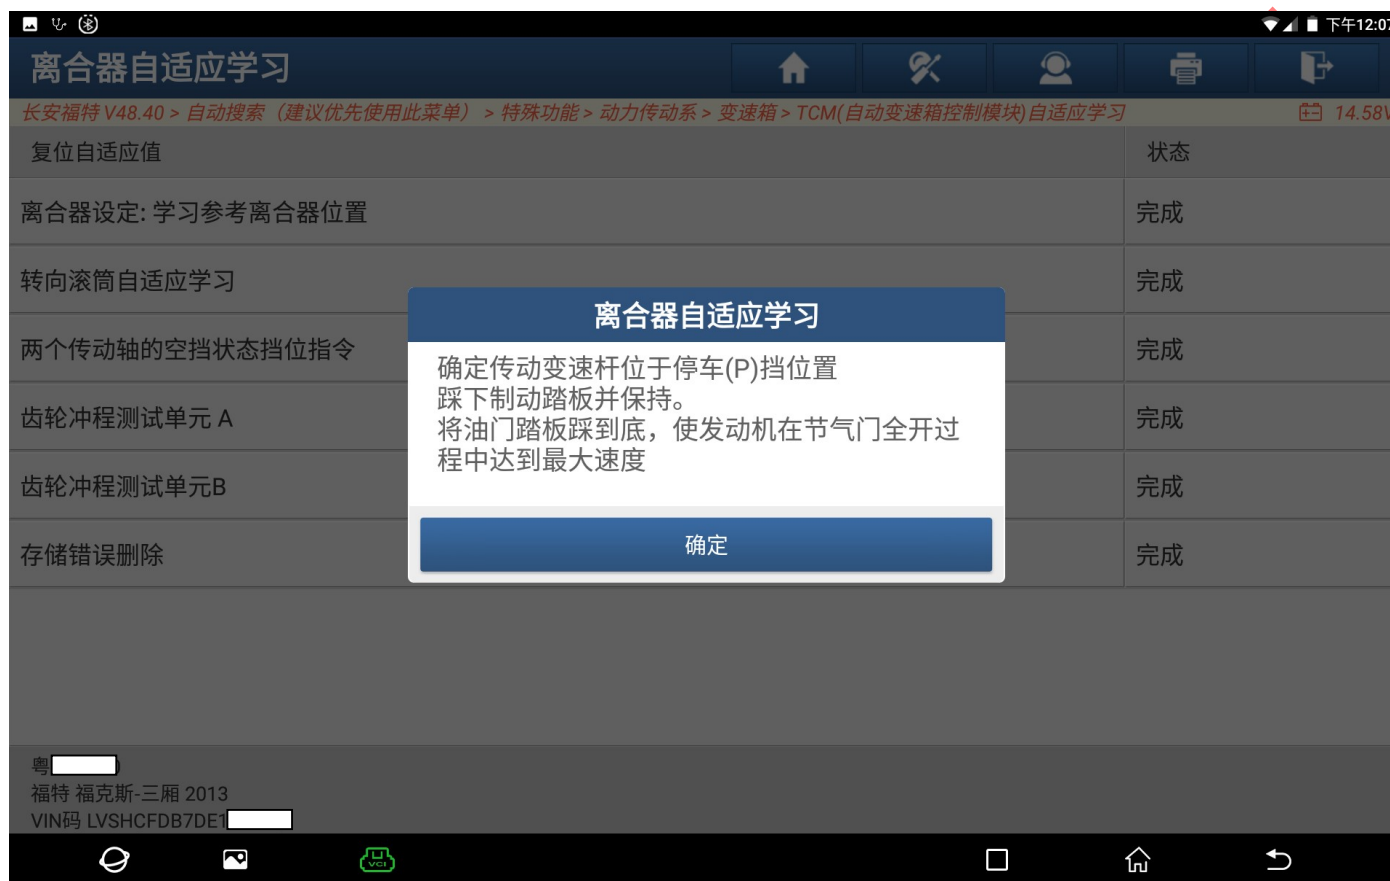 下午12:07
离合器自适应学习
长安福特 V48.40 > 自动搜索（建议优先使用此菜单） > 特殊功能 > 动力传动系 > 变速箱 > TCM(自动变速箱控制模块)自适应学习 14.58V
复位自适应值 状态
离合器设定: 学习参考离合器位置 完成
转向滚筒自适应学习 完成
两个传动轴的空挡状态挡位指令 完成
齿轮冲程测试单元 A 完成
齿轮冲程测试单元B 完成
存储错误删除 完成
离合器自适应学习
确定传动变速杆位于停车(P)挡位置
踩下制动踏板并保持。
将油门踏板踩到底，使发动机在节气门全开过
程中达到最大速度
确定
粤
福特 福克斯-三厢 2013
VIN码 LVSHCFDB7DE1
VCI